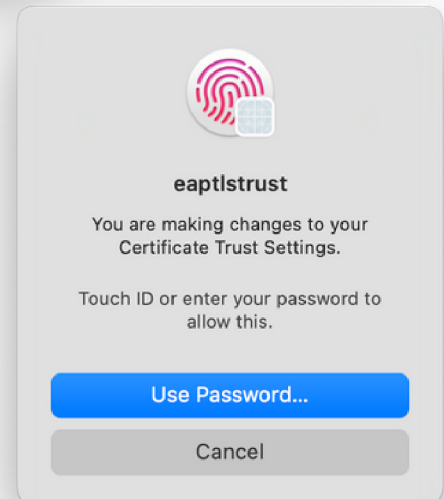 eaptlstrust
You are making changes to your
Certificate Trust Settings.
Touch ID or enter your password to
allow this.
Use Password...
Cancel